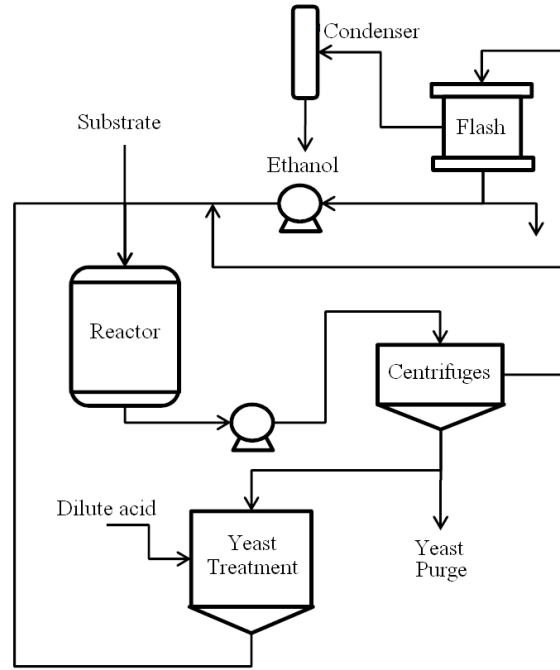 Condenser
Flash
Substrate
Ethanol
Reactor
Centrifuges
Dilute acid
Yeast
Treatment
Yeast
Purge